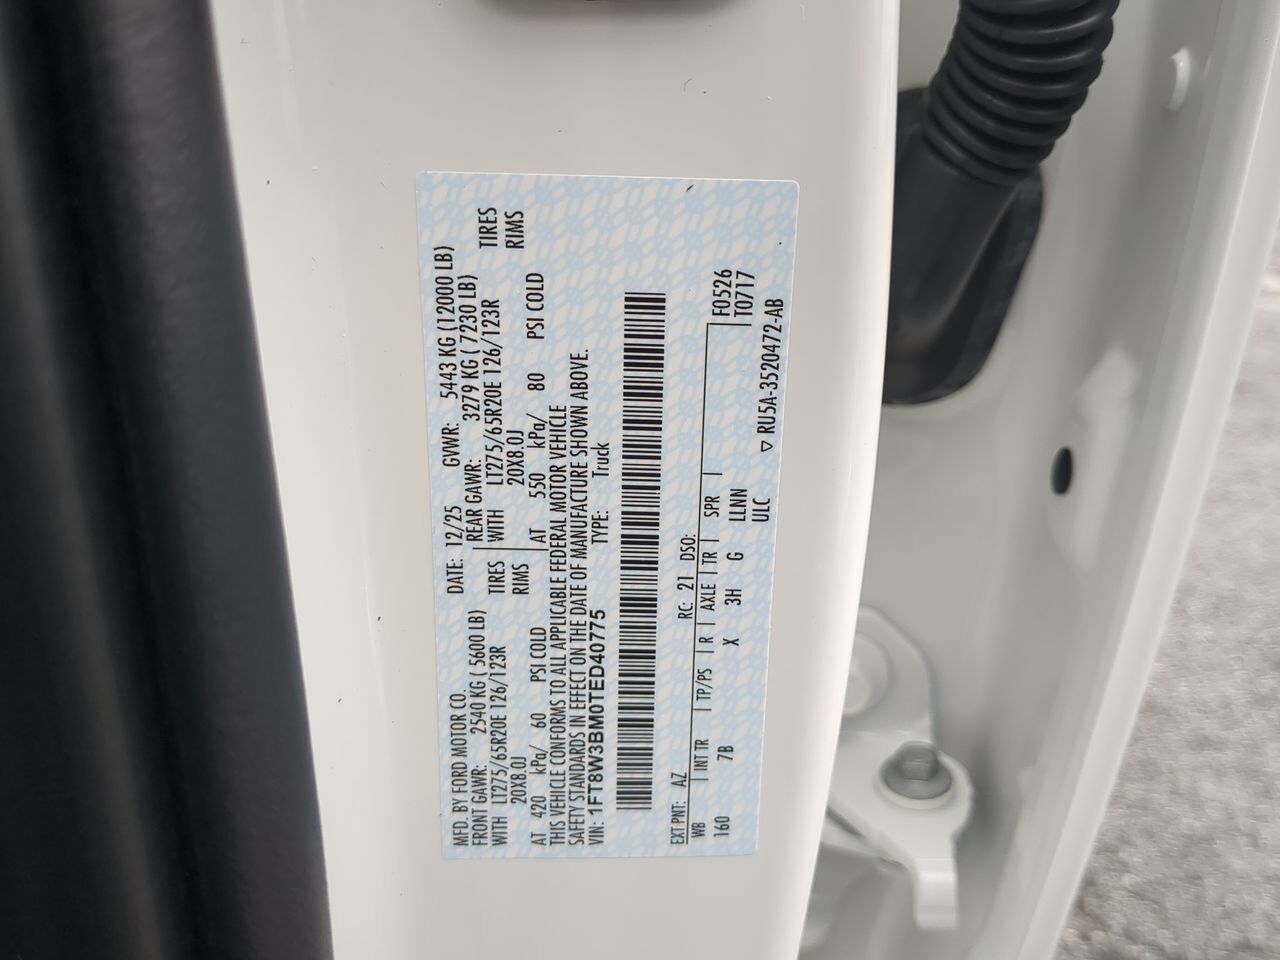 MFD. BY FORD MOTOR CO.
DATE: 12/25 GVWR: 5443 KG (12000 LB)
FRONT GAWR: 2540 KG (5600 LB) REAR GAWR: 3279 KG (7230 LB)
WITH LT275/65R20E 126/123R TIRES WITH LT275/65R20E 126/123R TIRES
20X8.0J RIMS 20X8.0J RIMS
AT 420 kPa/ 60 PSI COLD AT 550 kPa/ 80 PSI COLD
THIS VEHICLE CONFORMS TO ALL APPLICABLE FEDERAL MOTOR VEHICLE
SAFETY STANDARDS IN EFFECT ON THE DATE OF MANUFACTURE SHOWN ABOVE.
VIN: 1FT8W3BM0TED40775 TYPE: Truck
EXT PNT: AZ RC: 21 DSO:
WB INT TR TP/PS R AXLE TR SPR F0526
160 7B X 3H G LLNN T0717
ULC ▽ RU5A-3520472-AB